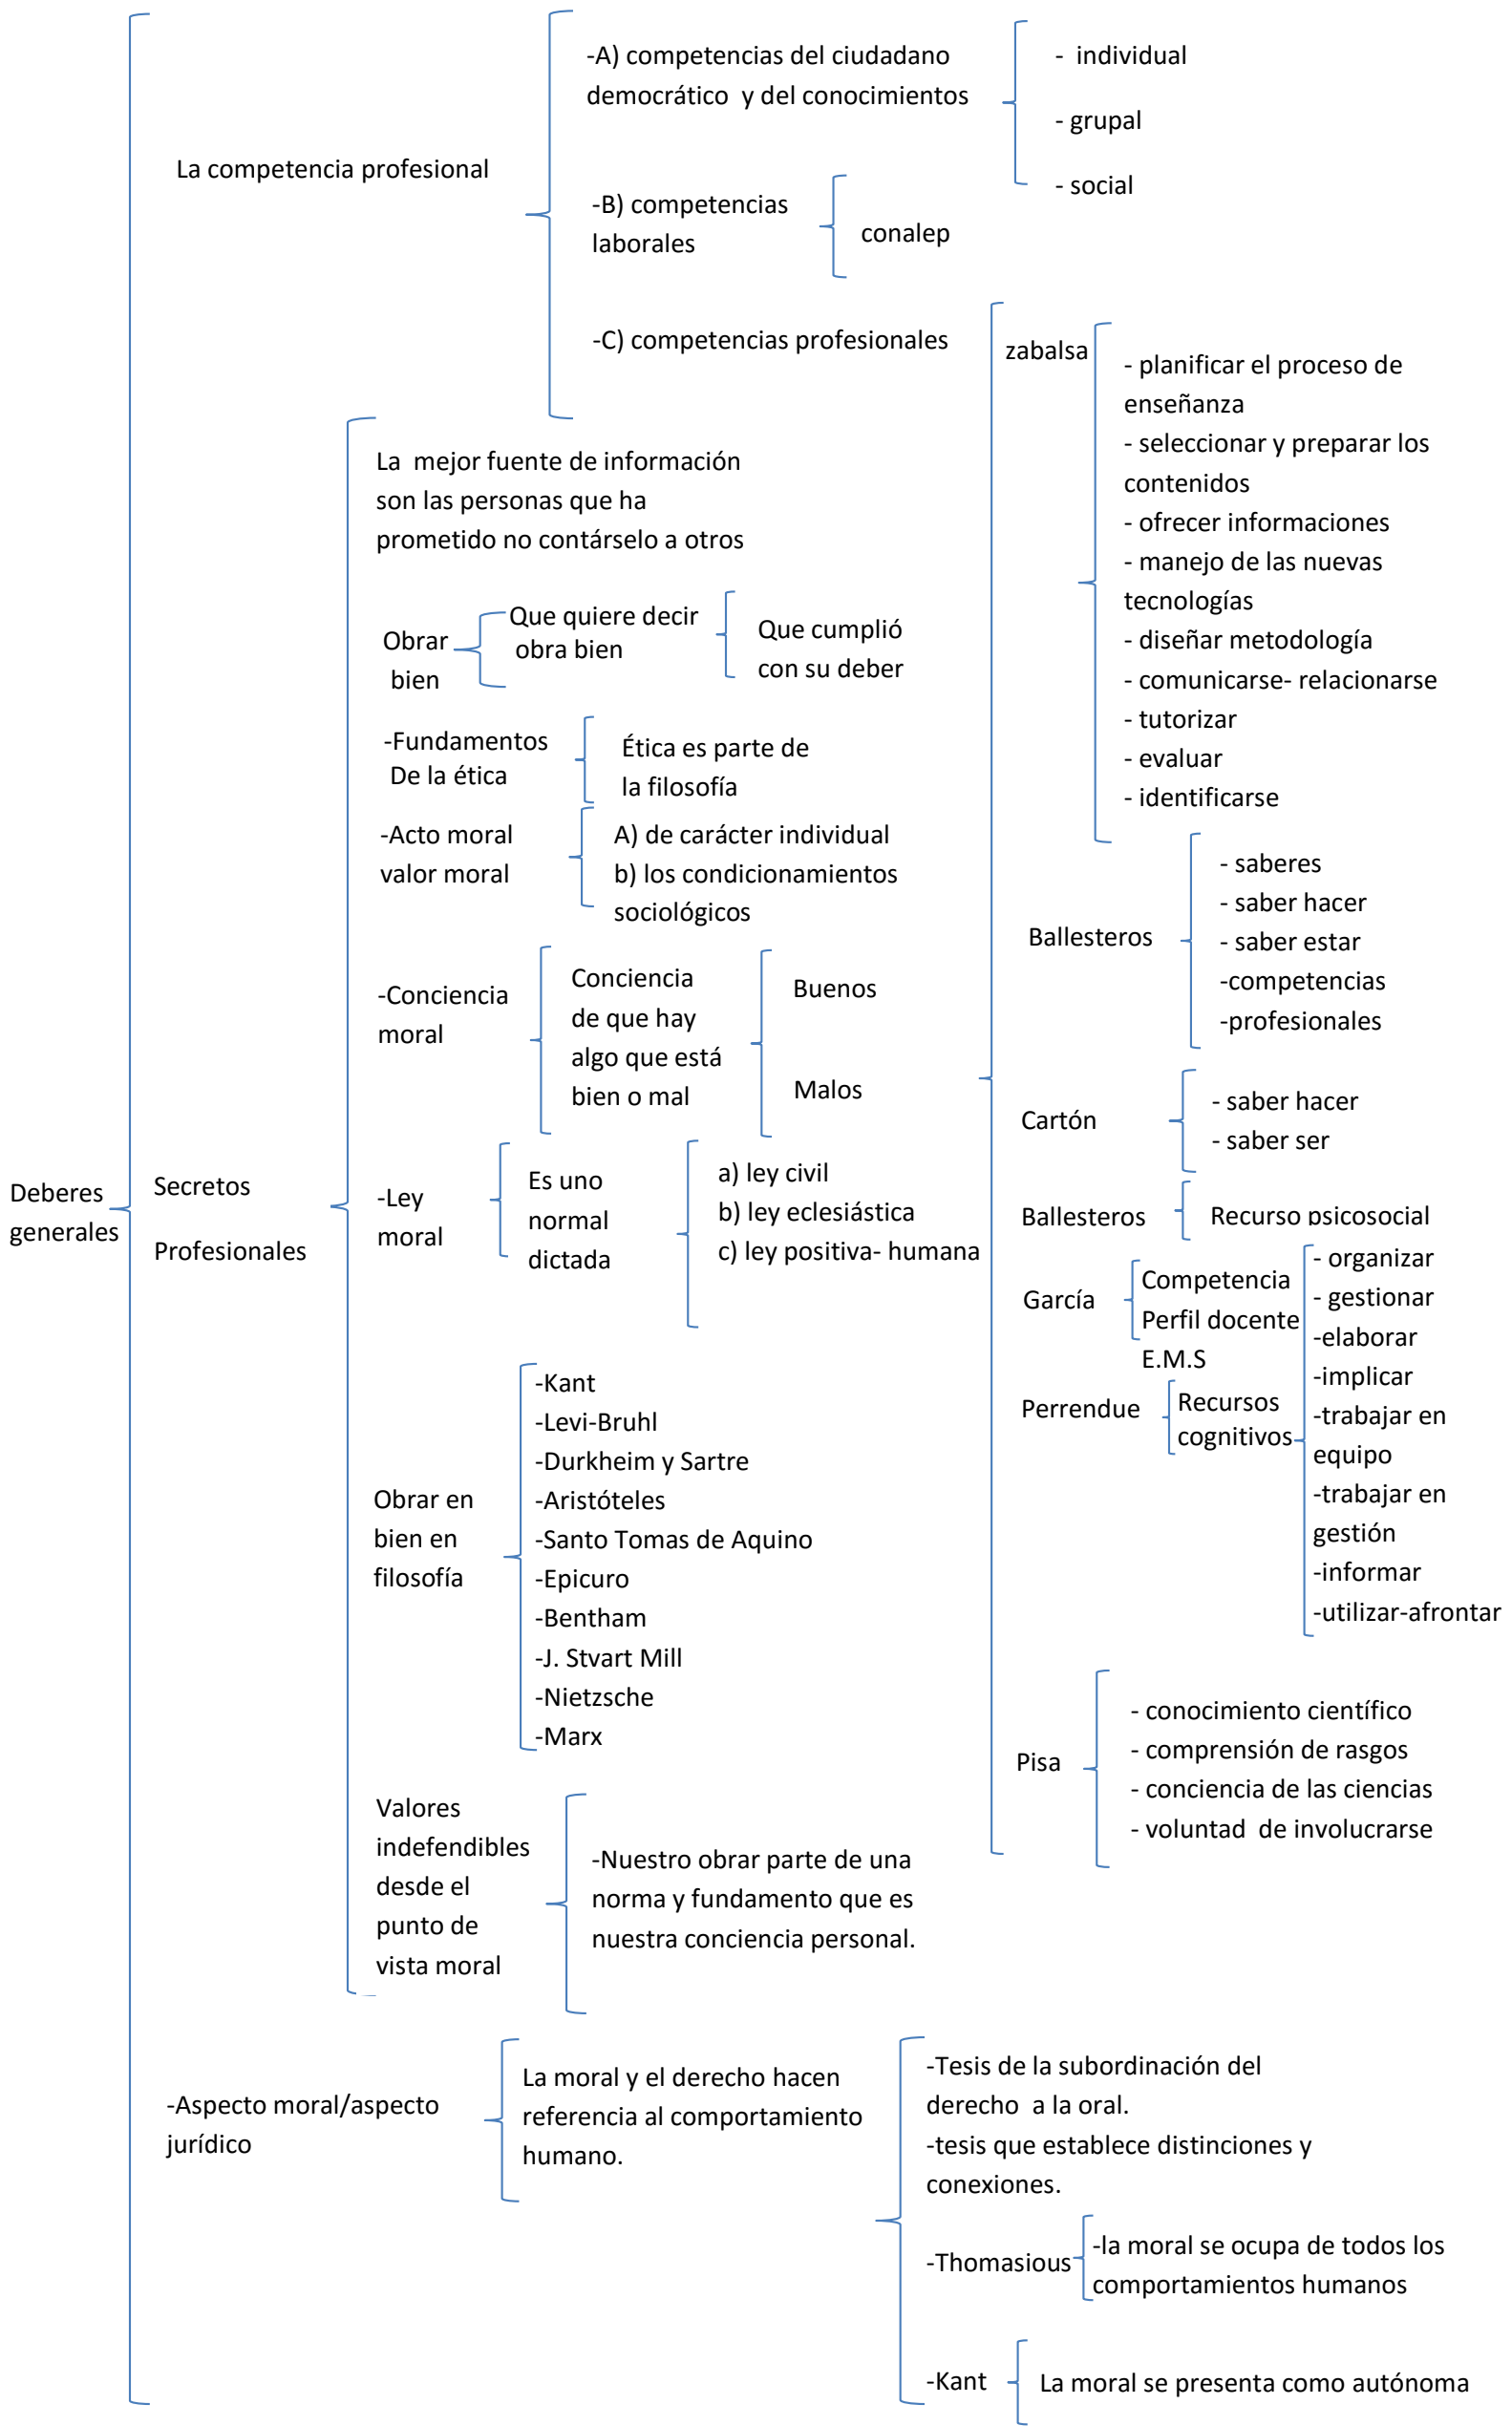 Deberes
generales
La competencia profesional
-A) competencias del ciudadano
democrático  y del conocimientos
-  individual
- grupal
- social
-B) competencias
laborales
conalep
-C) competencias profesionales
zabalsa
- planificar el proceso de
enseñanza
- seleccionar y preparar los
contenidos
- ofrecer informaciones
- manejo de las nuevas
tecnologías
- diseñar metodología
- comunicarse- relacionarse
- tutorizar
- evaluar
- identificarse
Ballesteros
- saberes
- saber hacer
- saber estar
-competencias
-profesionales
Cartón
- saber hacer
- saber ser
Ballesteros
Recurso psicosocial
García
Competencia
Perfil docente
E.M.S
Perrendue
Recursos
cognitivos
- organizar
- gestionar
-elaborar
-implicar
-trabajar en
equipo
-trabajar en
gestión
-informar
-utilizar-afrontar
Pisa
- conocimiento científico
- comprensión de rasgos
- conciencia de las ciencias
- voluntad  de involucrarse
Secretos
Profesionales
La  mejor fuente de información
son las personas que ha
prometido no contárselo a otros
Obrar
bien
Que quiere decir
obra bien
Que cumplió
con su deber
-Fundamentos
De la ética
Ética es parte de
la filosofía
-Acto moral
valor moral
A) de carácter individual
b) los condicionamientos
sociológicos
-Conciencia
moral
Conciencia
de que hay
algo que está
bien o mal
Buenos
Malos
-Ley
moral
Es uno
normal
dictada
a) ley civil
b) ley eclesiástica
c) ley positiva- humana
Obrar en
bien en
filosofía
-Kant
-Levi-Bruhl
-Durkheim y Sartre
-Aristóteles
-Santo Tomas de Aquino
-Epicuro
-Bentham
-J. Stvart Mill
-Nietzsche
-Marx
Valores
indefendibles
desde el
punto de
vista moral
-Nuestro obrar parte de una
norma y fundamento que es
nuestra conciencia personal.
-Aspecto moral/aspecto
jurídico
La moral y el derecho hacen
referencia al comportamiento
humano.
-Tesis de la subordinación del
derecho  a la oral.
-tesis que establece distinciones y
conexiones.
-Thomasious
-la moral se ocupa de todos los
comportamientos humanos
-Kant
La moral se presenta como autónoma